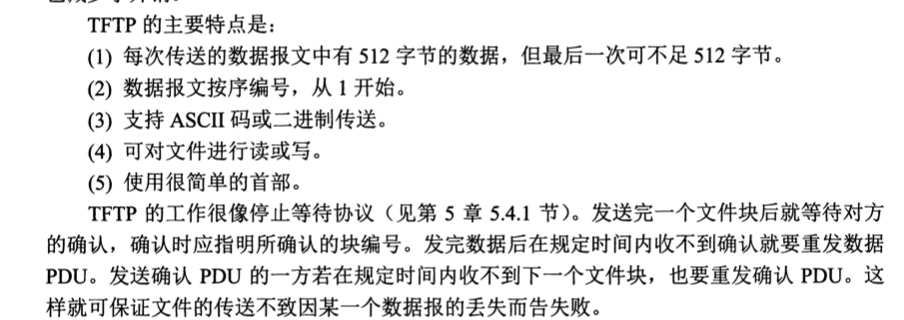 TFTP 的主要特点是：
(1) 每次传送的数据报文中有 512 字节的数据，但最后一次可不足 512 字节。
(2) 数据报文按序编号，从 1 开始。
(3) 支持 ASCII 码或二进制传送。
(4) 可对文件进行读或写。
(5) 使用很简单的首部。
TFTP 的工作很像停止等待协议（见第 5 章 5.4.1 节）。发送完一个文件块后就等待对方
的确认，确认时应指明所确认的块编号。发完数据后在规定时间内收不到确认就要重发数据
PDU。发送确认 PDU 的一方若在规定时间内收不到下一个文件块，也要重发确认 PDU。这
样就可保证文件的传送不致因某一个数据报的丢失而告失败。